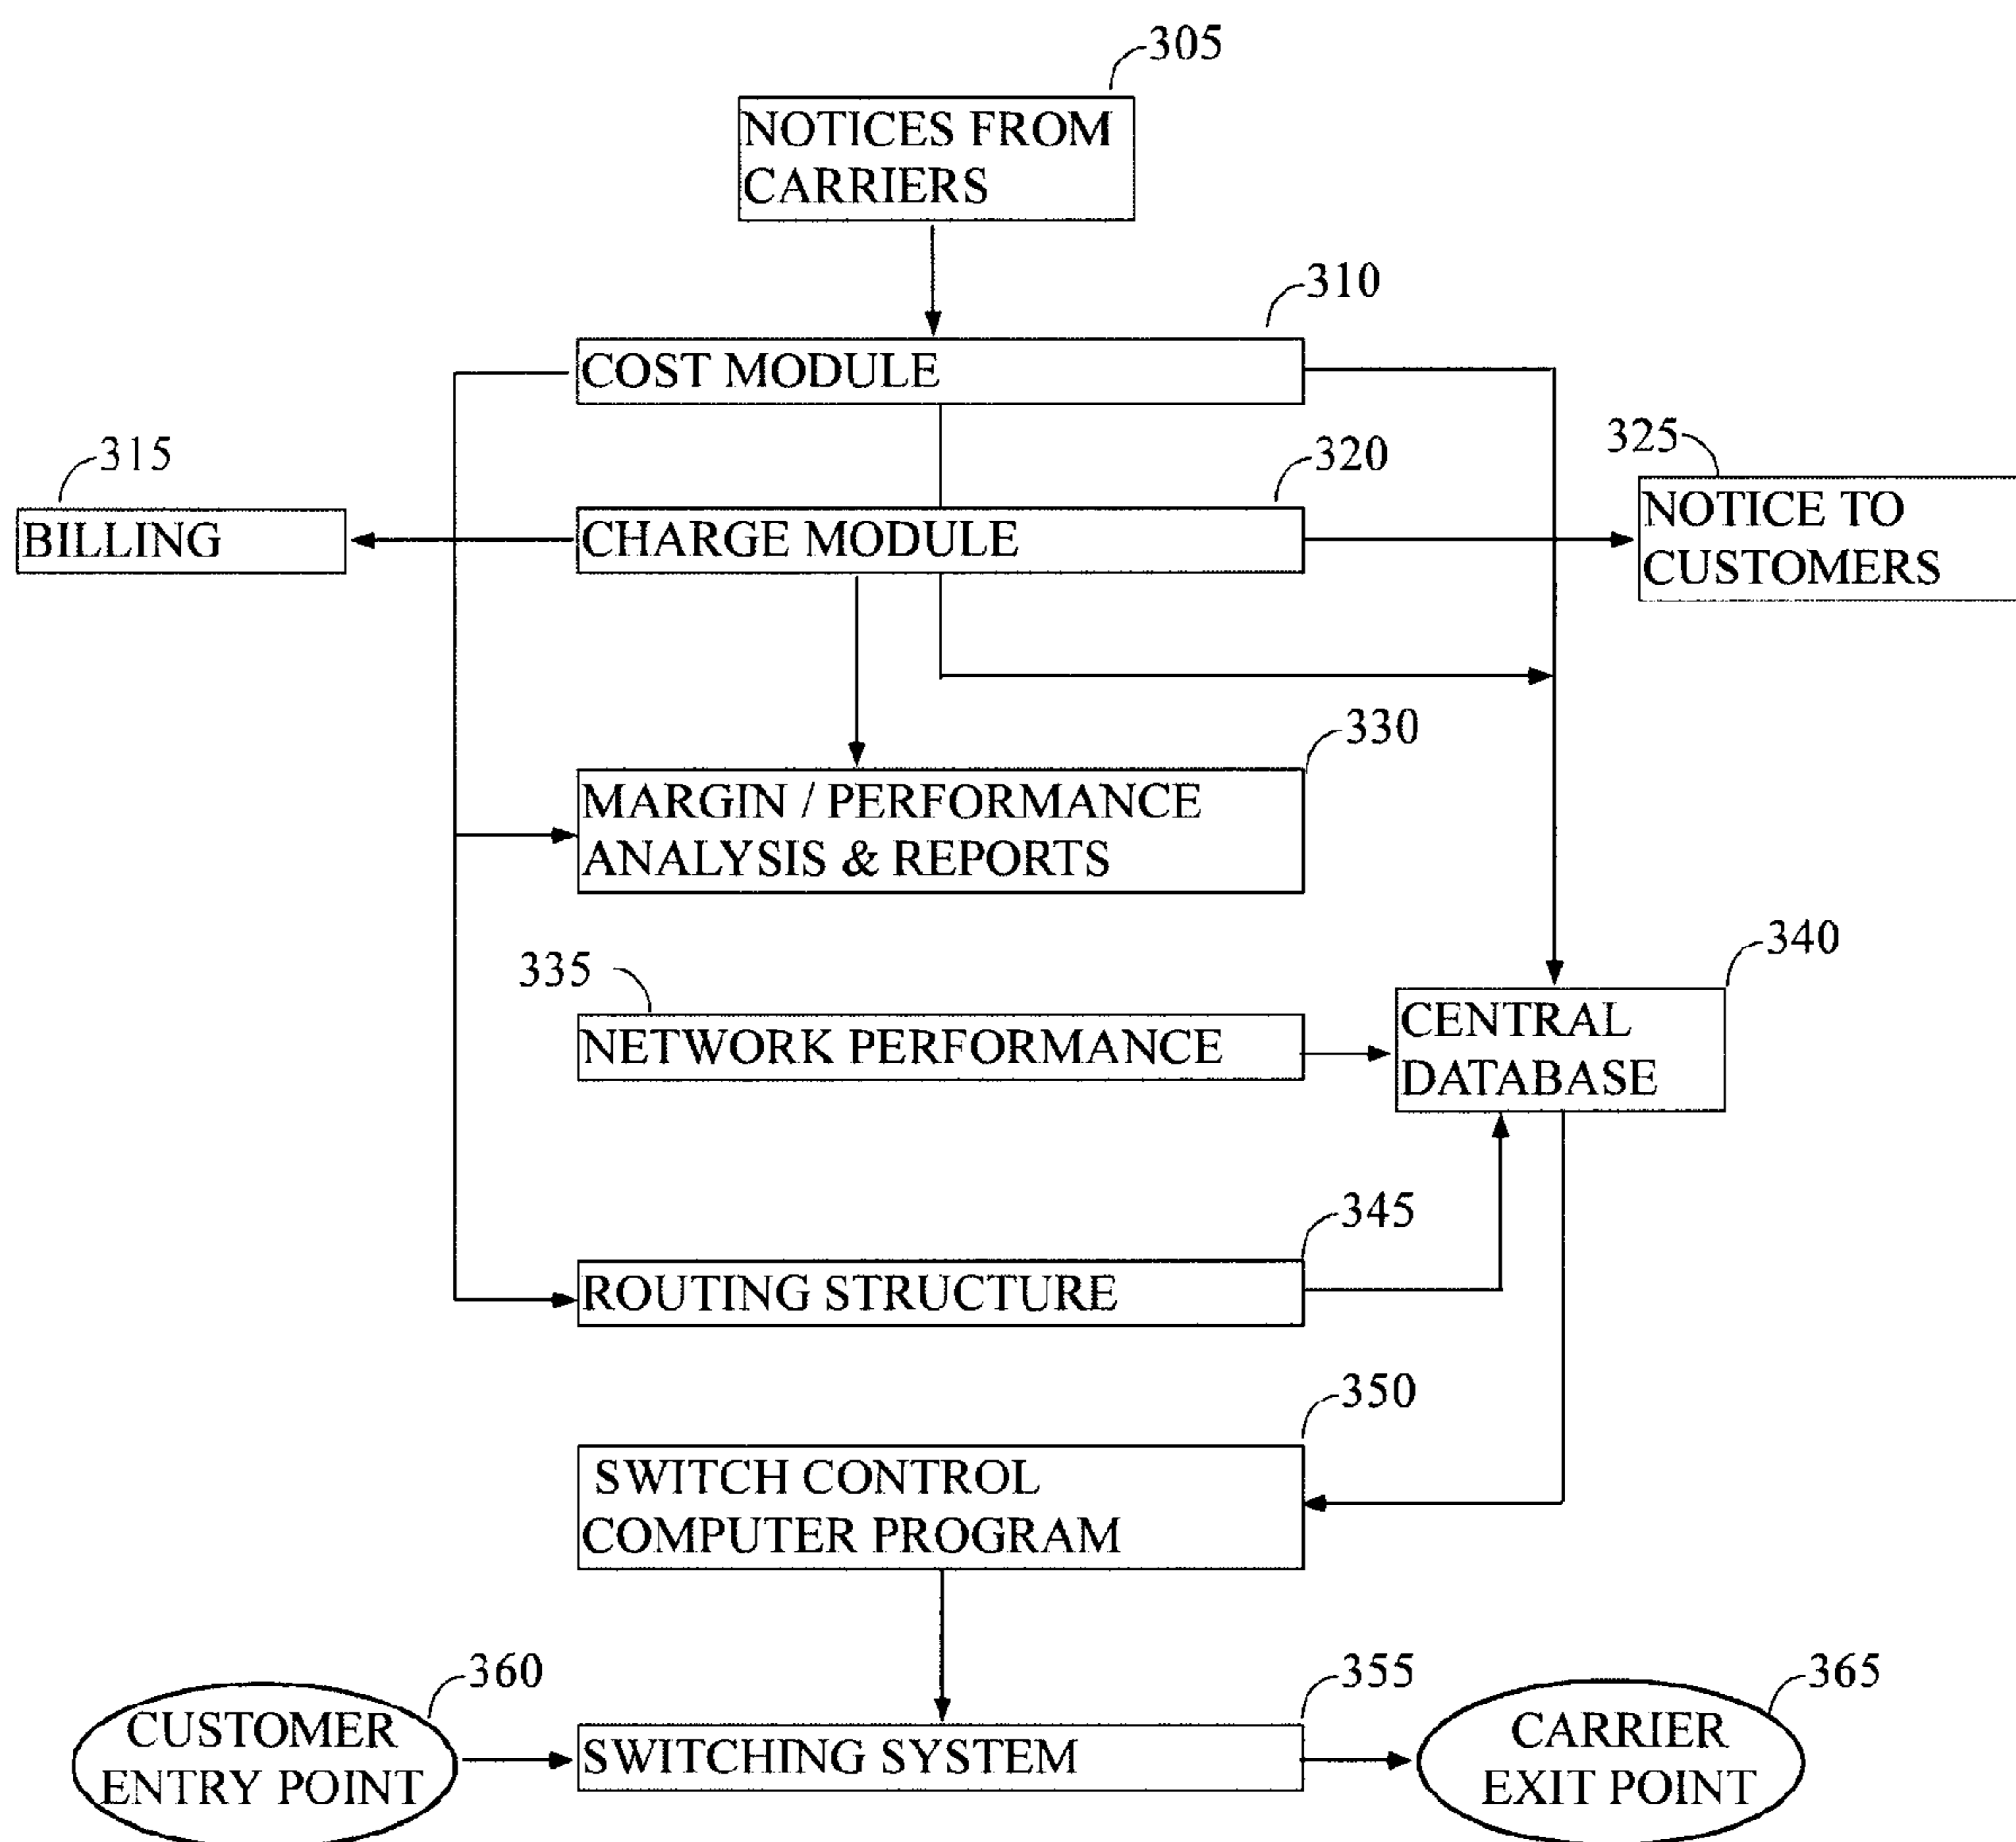 305
NOTICES FROM
CARRIERS
310
COST MODULE
315
320
325
BILLING
CHARGE MODULE
NOTICE TO
CUSTOMERS
330
MARGIN / PERFORMANCE
ANALYSIS & REPORTS
335
340
NETWORK PERFORMANCE
CENTRAL
DATABASE
345
ROUTING STRUCTURE
350
SWITCH CONTROL
COMPUTER PROGRAM
360
355
365
CUSTOMER
ENTRY POINT
SWITCHING SYSTEM
CARRIER
EXIT POINT